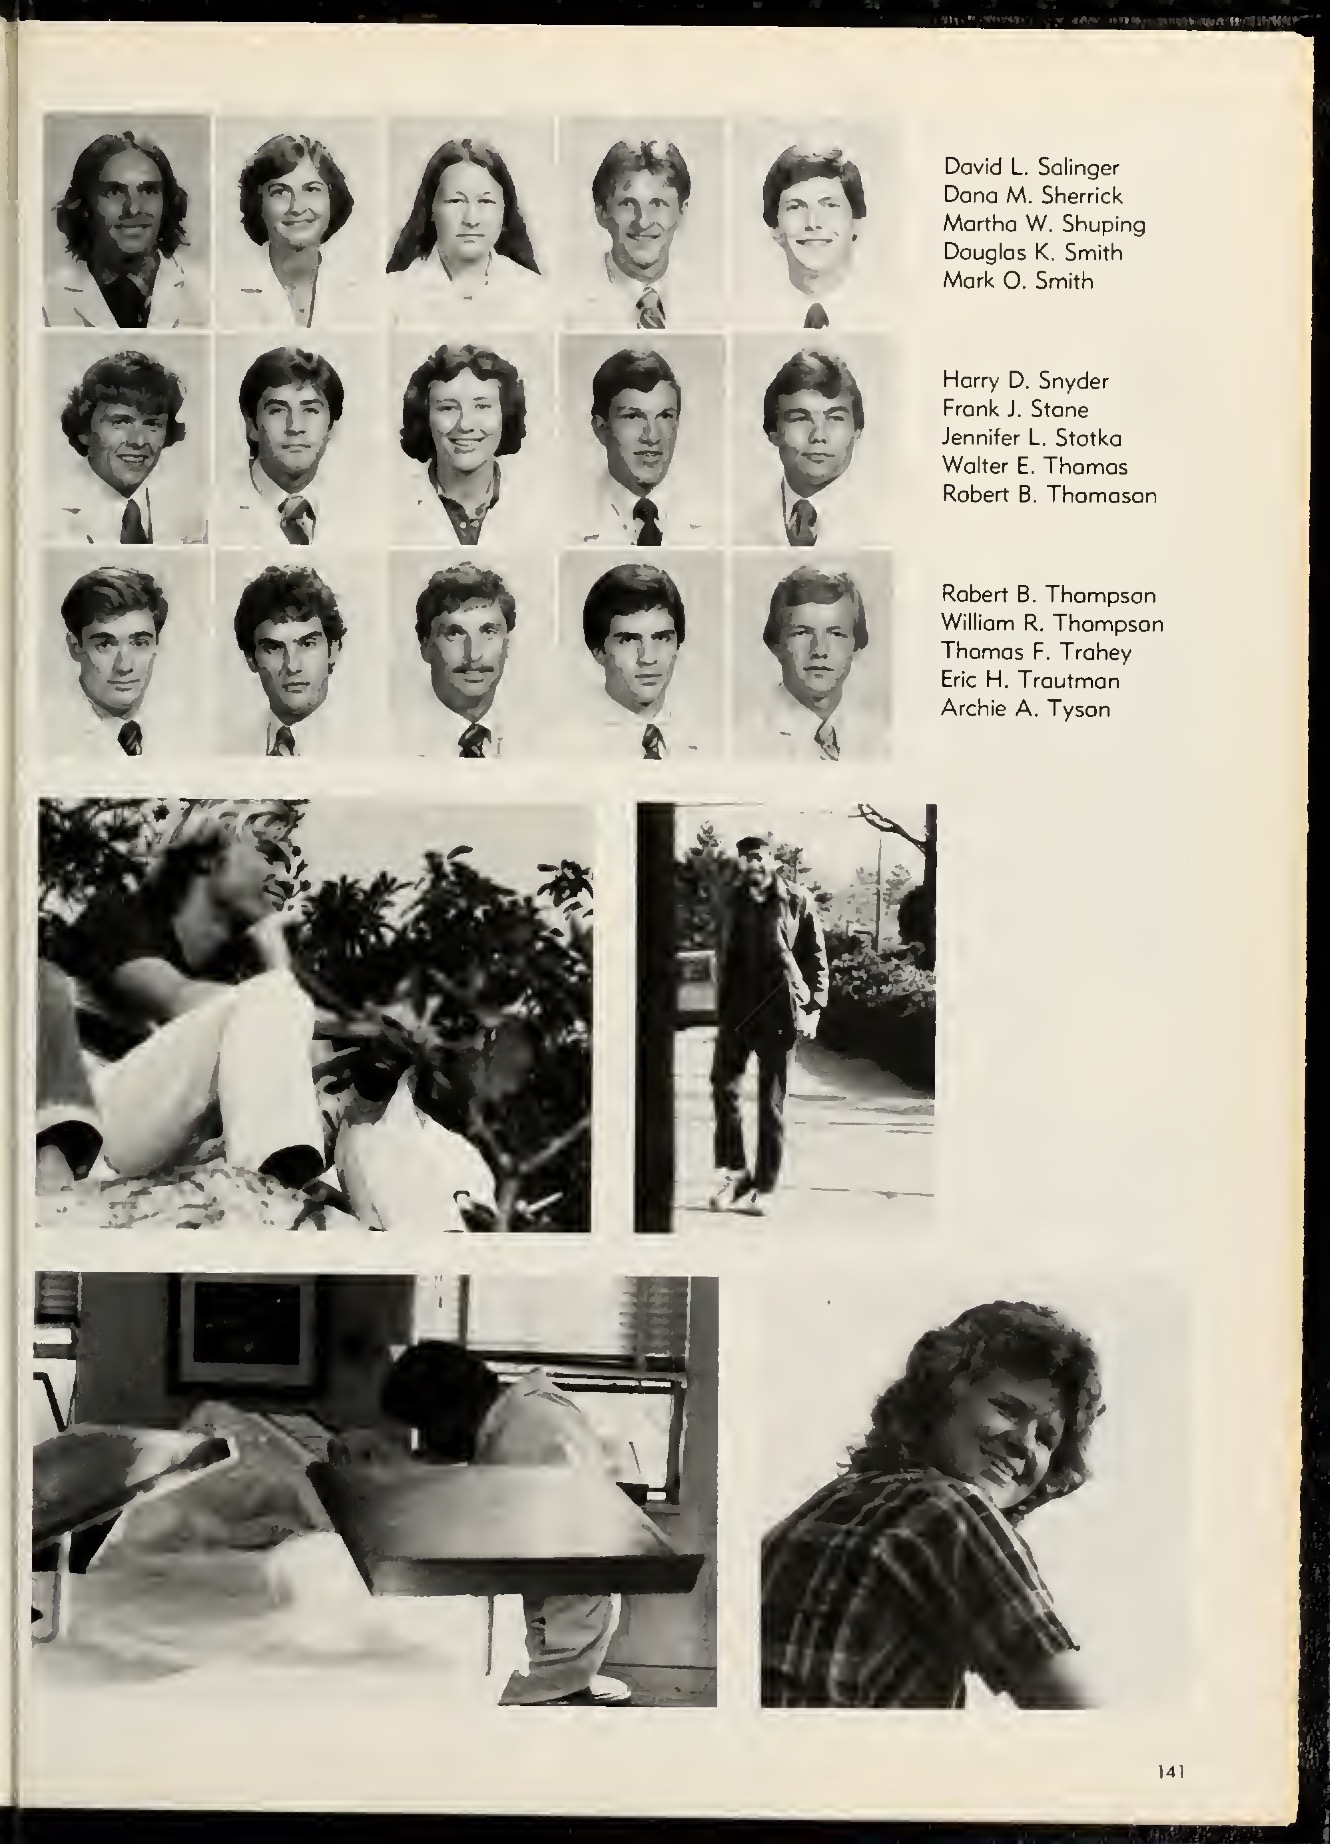 David L. Salinger
Dana M. Sherrick
Martha W. Shuping
Douglas K. Smith
Mark O. Smith
Harry D. Snyder
Frank J. Stane
Jennifer L. Stotka
Walter E. Thomas
Robert B. Thomason
Robert B. Thompson
William R. Thompson
Thomas F. Trahey
Eric H. Trautman
Archie A. Tyson
141